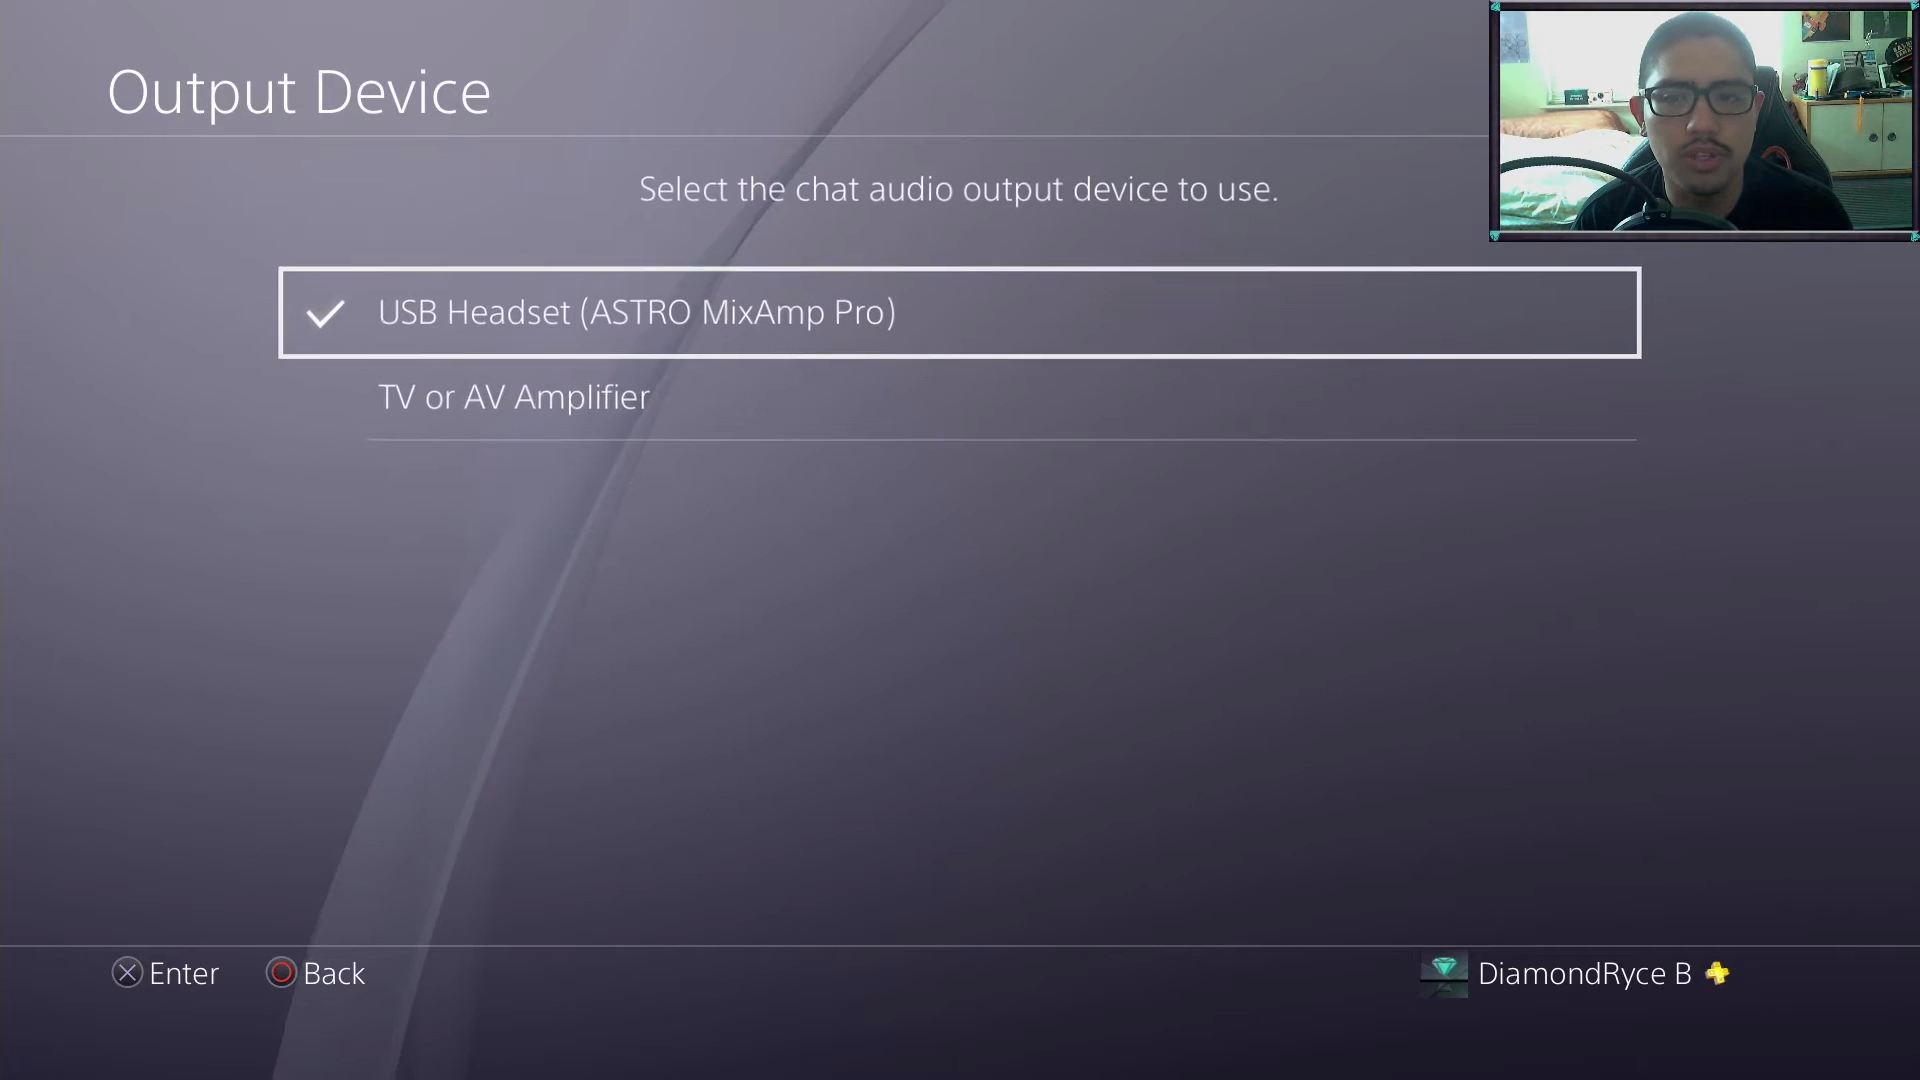 Output Device
Select the chat audio output device to use.
USB Headset (ASTRO MixAmp Pro)
TV or AV Amplifier
Enter
Back
DiamondRyce B